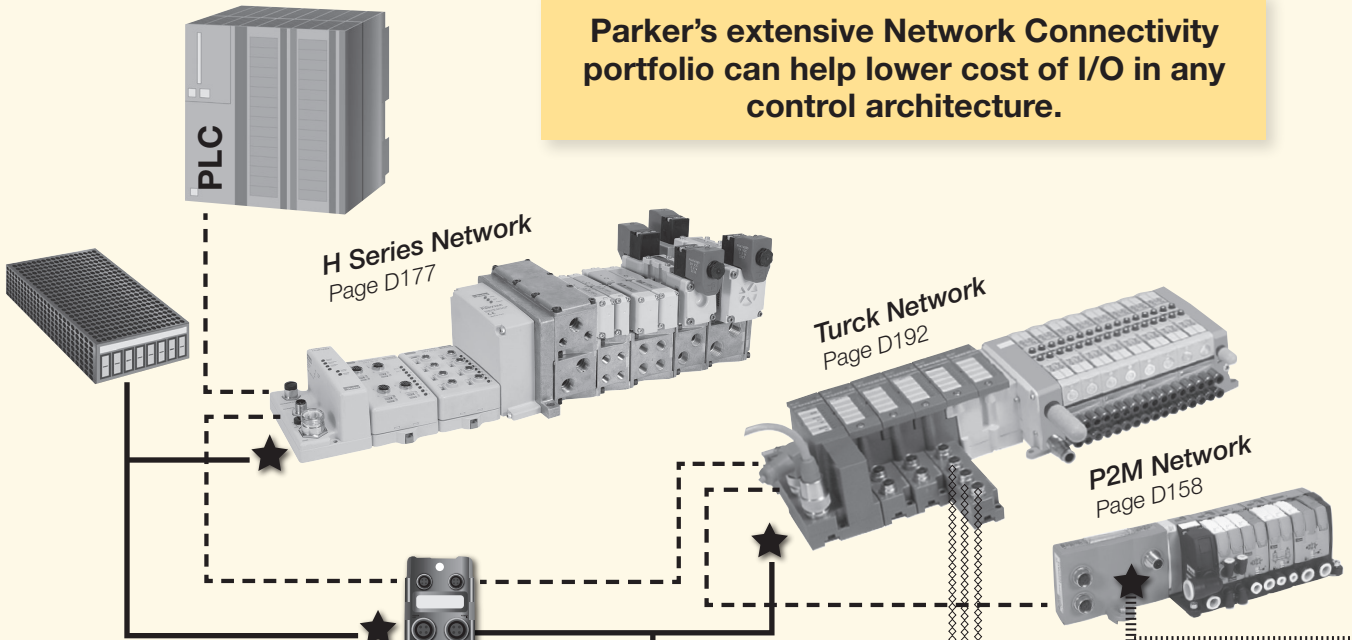 Parker’s extensive Network Connectivity
portfolio can help lower cost of I/O in any
control architecture.
PLC
H Series Network
Page D177
Turck Network
Page D192
P2M Network
Page D158